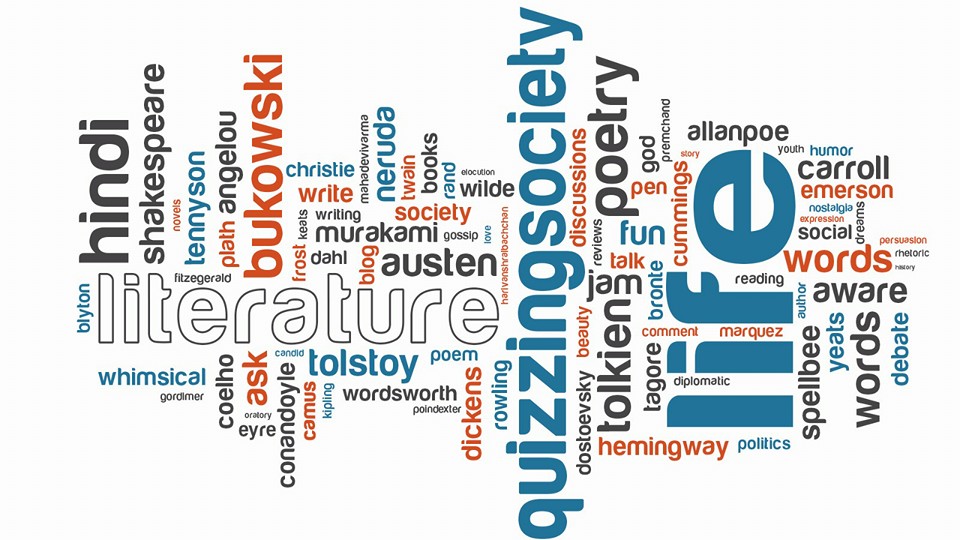 hindi
shakespeare
novels
tennyson
plath
angelou
bukowski
christie
write
mahadevivarma
neruda
twain
books
rand
elocution
wilde
keats
writing
society
murakami
gossip
love
harivanshraibachchan
frost
dahl
blog
austen
fitzgerald
blyton
literature
whimsical
gordimer
coelho
ask
oratory
eyre
candid
conandoyle
camus
kipling
tolstoy
poem
wordsworth
poindexter
dickens
rowling
quizzingsociety
discussions
poetry
reviews
jam
beauty
dostoevsky
tolkien
god
premchand
pen
story
cummings
fun
talk
bronte
comment
marquez
tagore
diplomatic
hemingway
politics
life
allanpoe
youth
humor
carroll
emerson
nostalgia
expression
social
dreams
persuasion
rhetoric
history
words
reading
author
aware
spellbee
yeats
words
debate